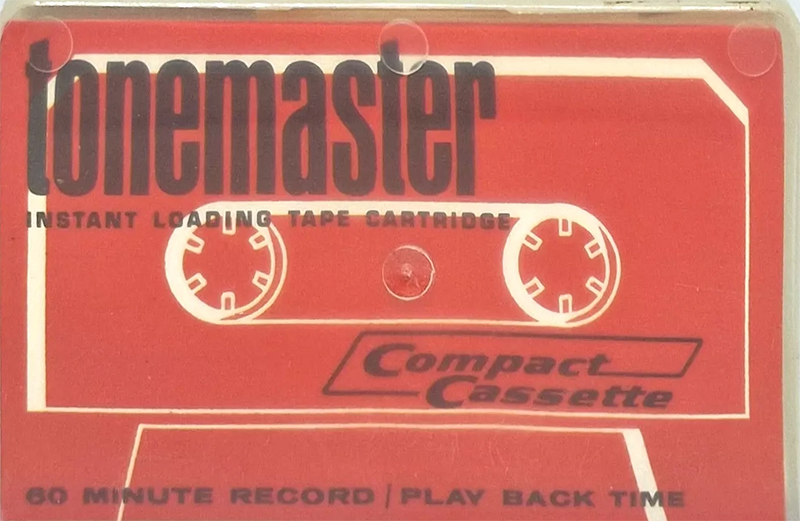 tonemaster
INSTANT LOADING TAPE CARTRIDGE
Compact
Cassette
60 MINUTE RECORD / PLAY BACK TIME